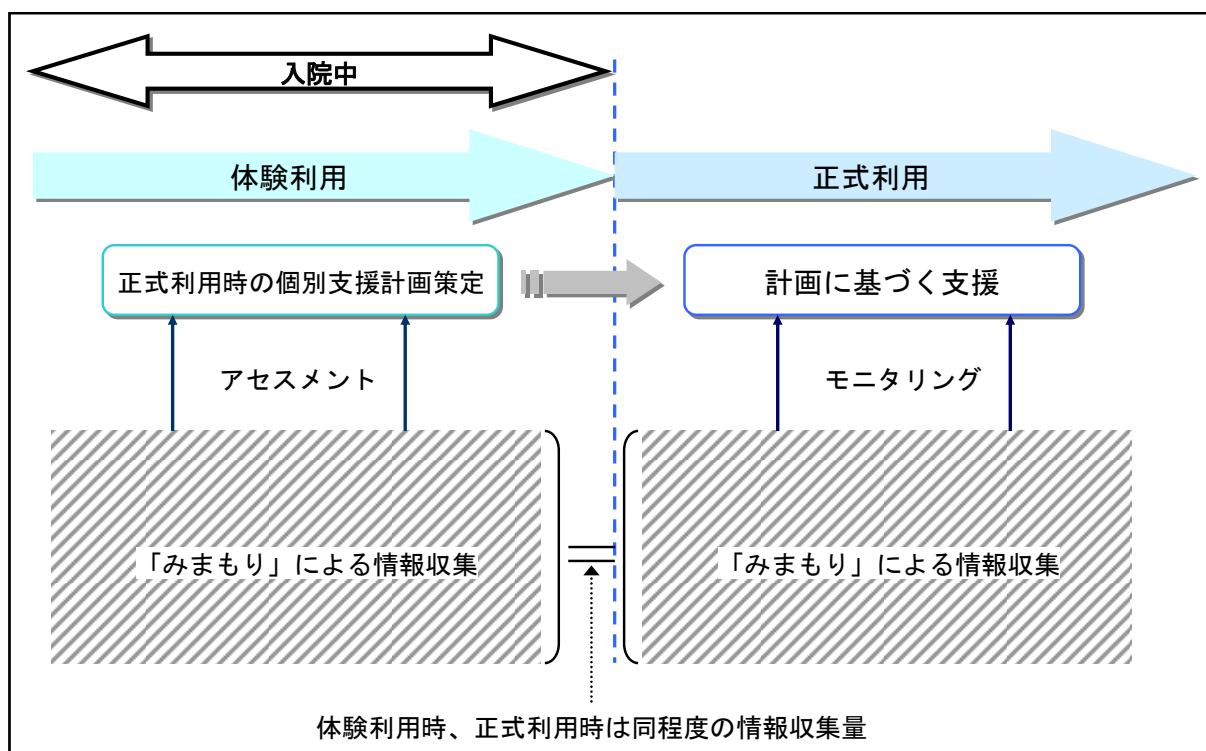 入院中
体験利用
正式利用
正式利用時の個別支援計画策定
計画に基づく支援
アセスメント
モニタリング
「みまもり」による情報収集
「みまもり」による情報収集
体験利用時、正式利用時は同程度の情報収集量